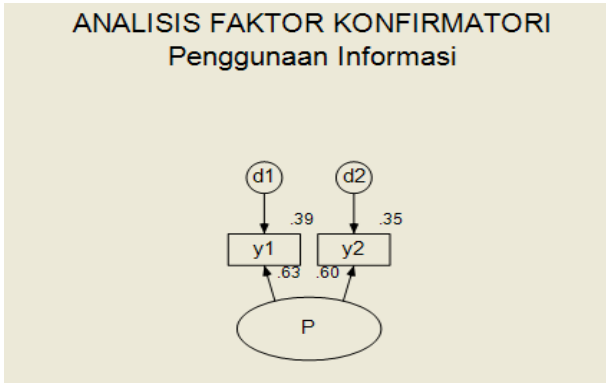 ANALISIS FAKTOR KONFIRMATORI
Penggunaan Informasi
d1 d2
.39 .35
y1 y2
.63 .60
P